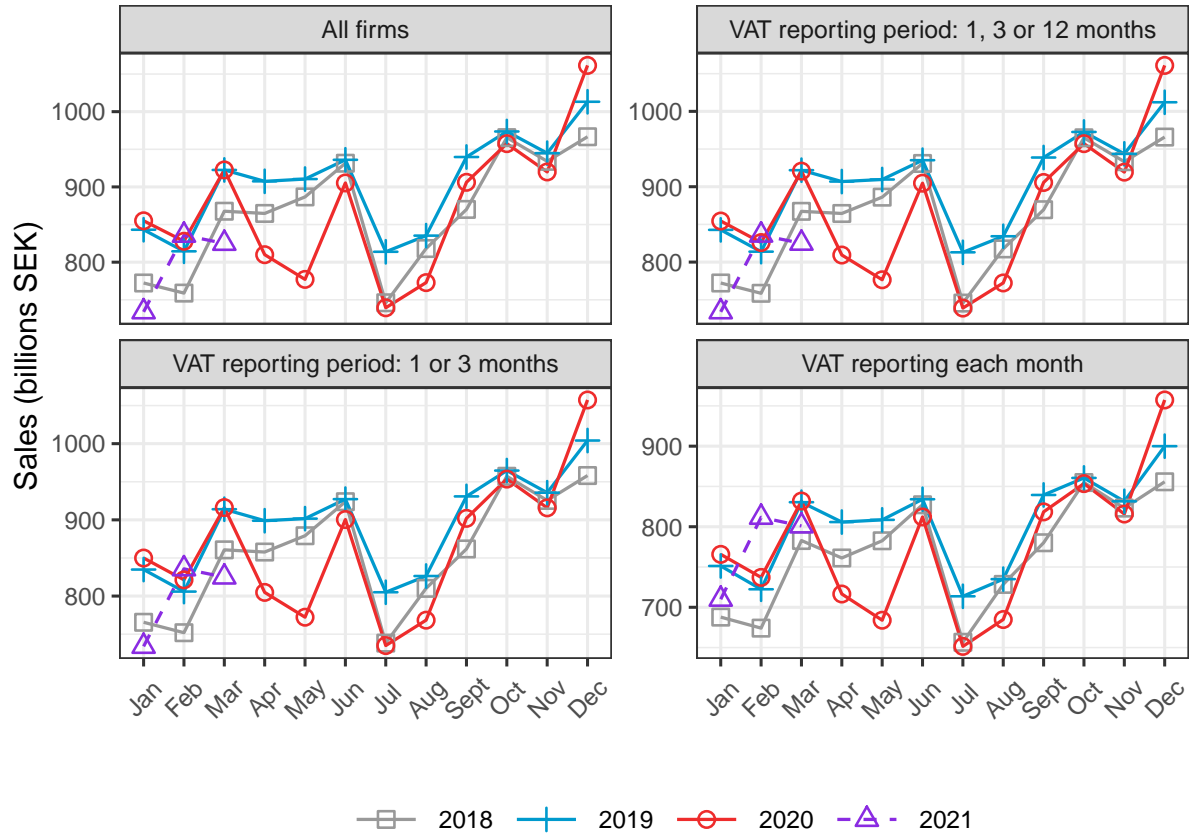 All firms
VAT reporting period: 1, 3 or 12 months
1000
900
800
1000
900
800
VAT reporting period: 1 or 3 months
VAT reporting each month
1000
900
800
900
800
700
Sales (billions SEK)
Jan Feb Mar Apr May Jun Jul Aug Sept Oct Nov Dec
Jan Feb Mar Apr May Jun Jul Aug Sept Oct Nov Dec
2018 2019 2020 2021